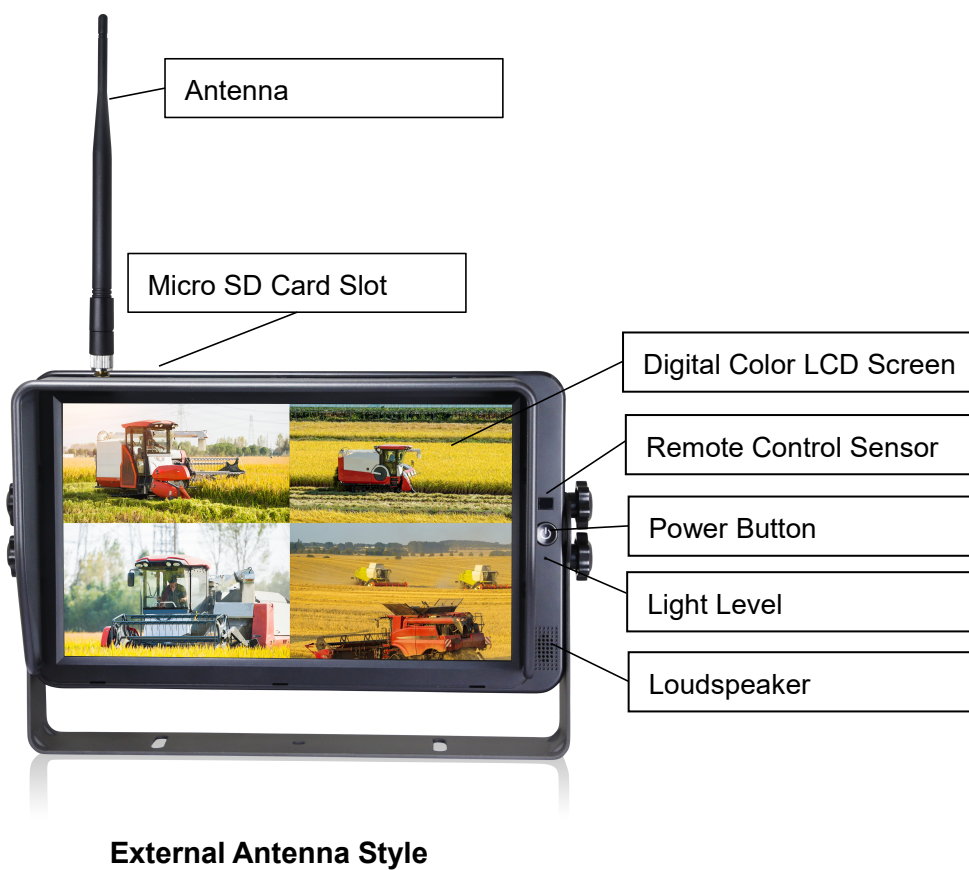 Antenna
Micro SD Card Slot
Digital Color LCD Screen
Remote Control Sensor
Power Button
Light Level
Loudspeaker
External Antenna Style